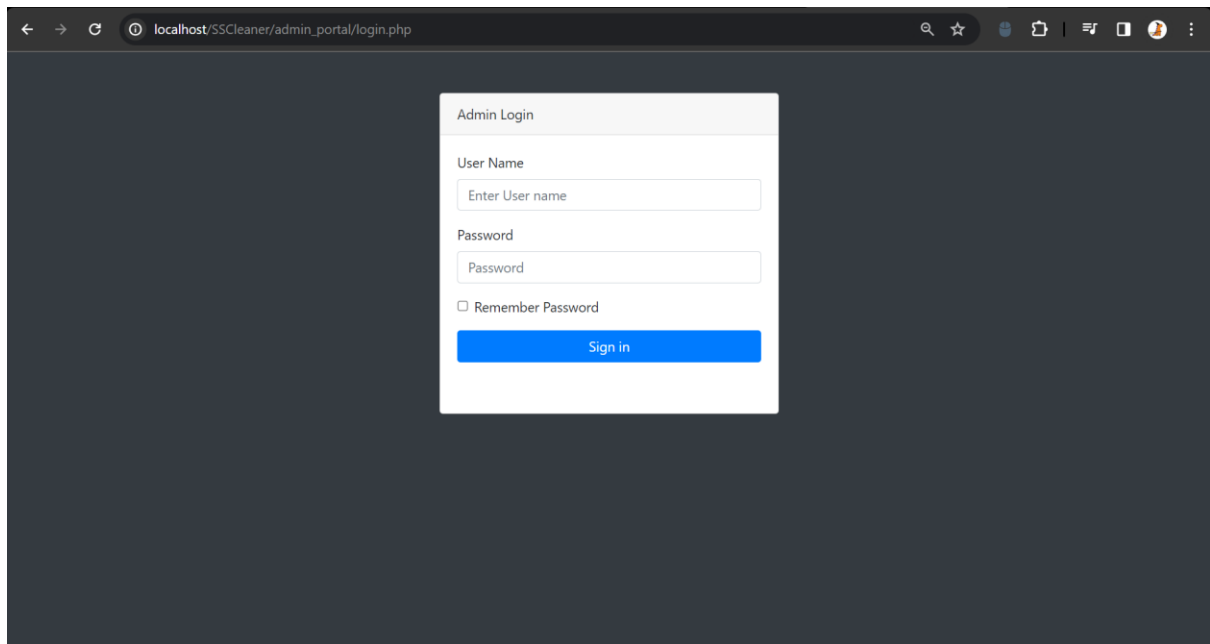 localhost/SSCleaner/admin_portal/login.php
Admin Login
User Name
Enter User name
Password
Password
Remember Password
Sign in